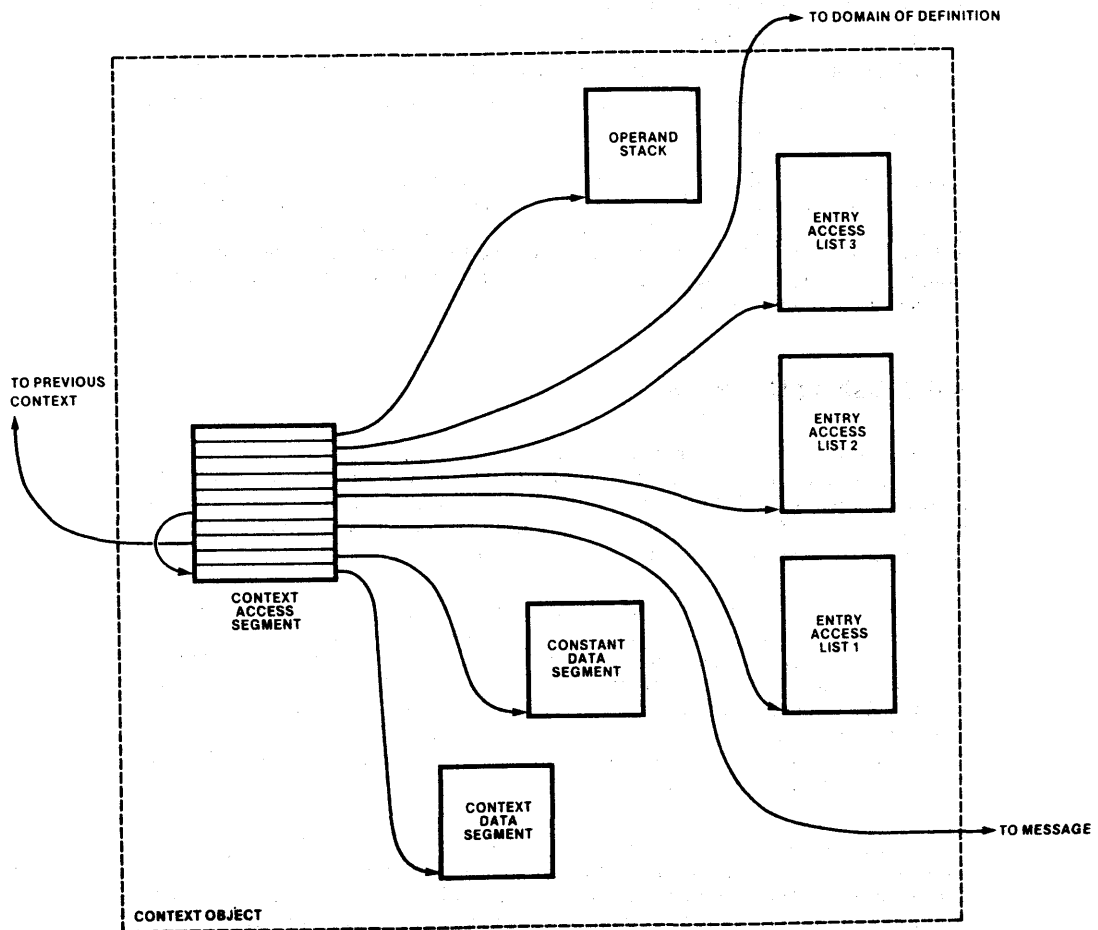 TO DOMAIN OF DEFINITION
OPERAND
STACK
ENTRY
ACCESS
LIST 3
TO PREVIOUS
CONTEXT
ENTRY
ACCESS
LIST 2
CONTEXT
ACCESS
SEGMENT
ENTRY
ACCESS
LIST 1
CONSTANT
DATA
SEGMENT
CONTEXT
DATA
SEGMENT
TO MESSAGE
CONTEXT OBJECT